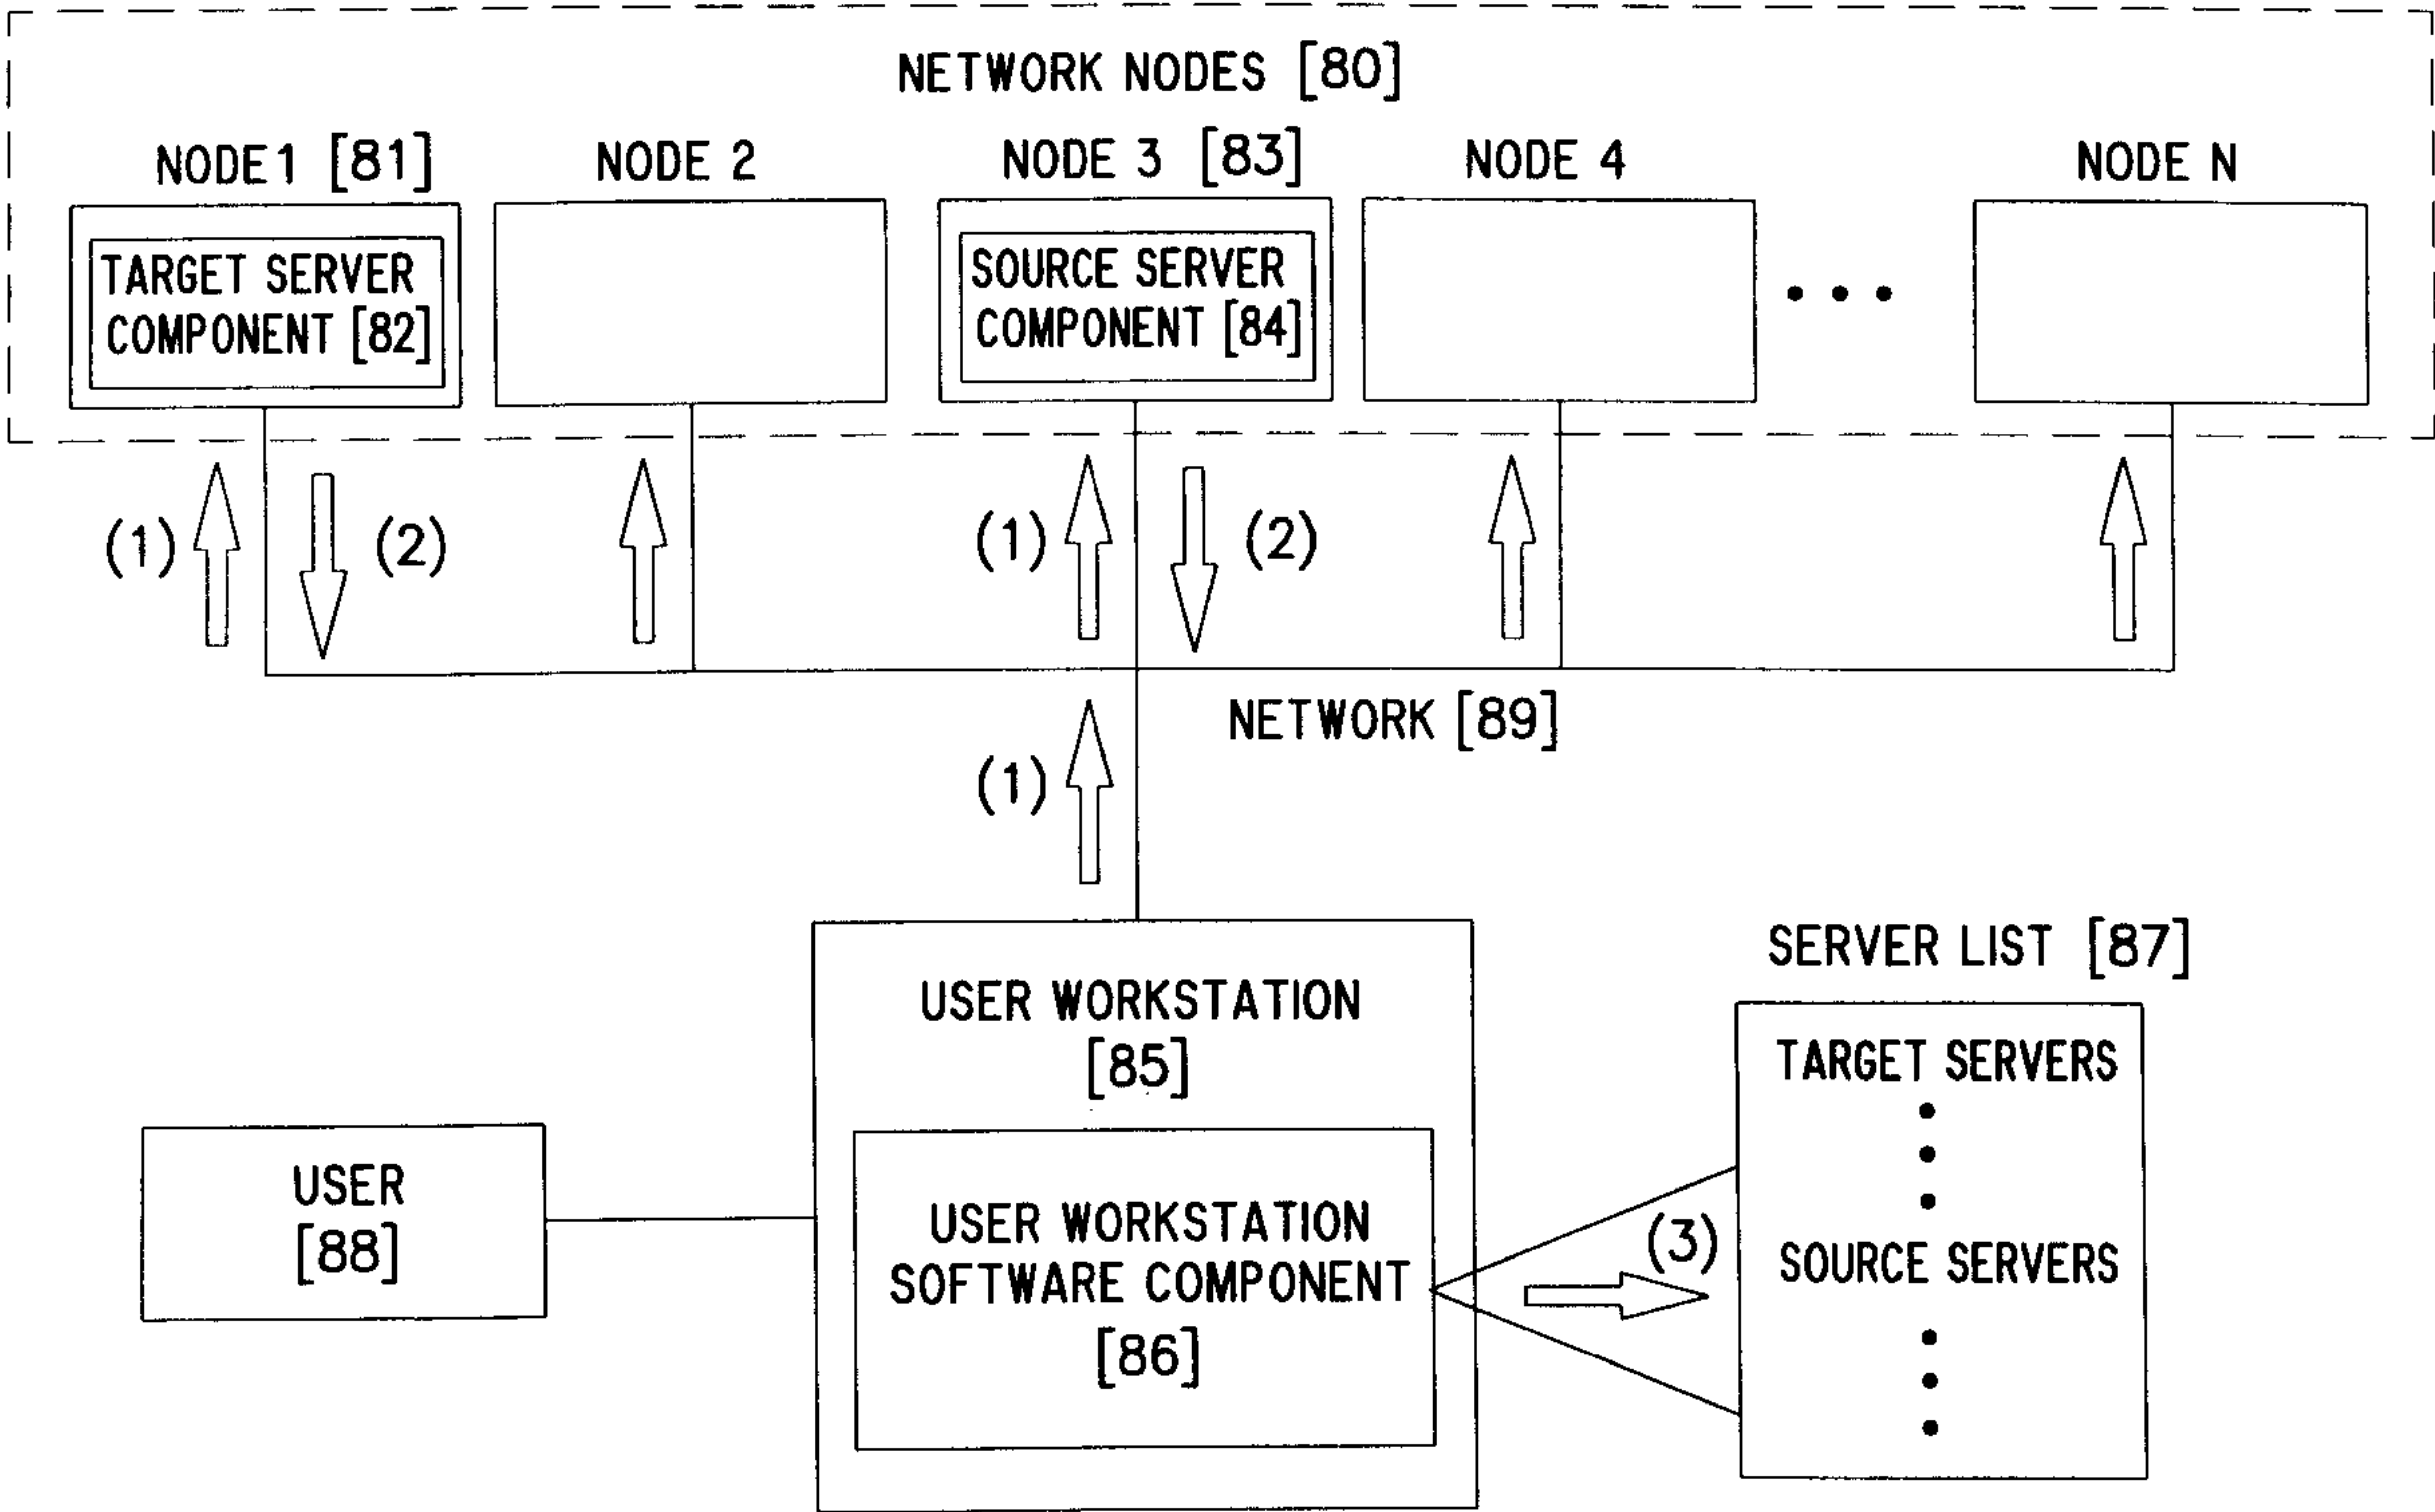 NETWORK NODES [80]
NODE 1 [81]
NODE 2
NODE 3 [83]
NODE 4
NODE N
TARGET SERVER
COMPONENT [82]
SOURCE SERVER
COMPONENT [84]
(1)
(2)
(1)
(2)
NETWORK [89]
(1)
SERVER LIST [87]
USER WORKSTATION
[85]
TARGET SERVERS
USER
[88]
USER WORKSTATION
SOFTWARE COMPONENT
[86]
(3)
SOURCE SERVERS